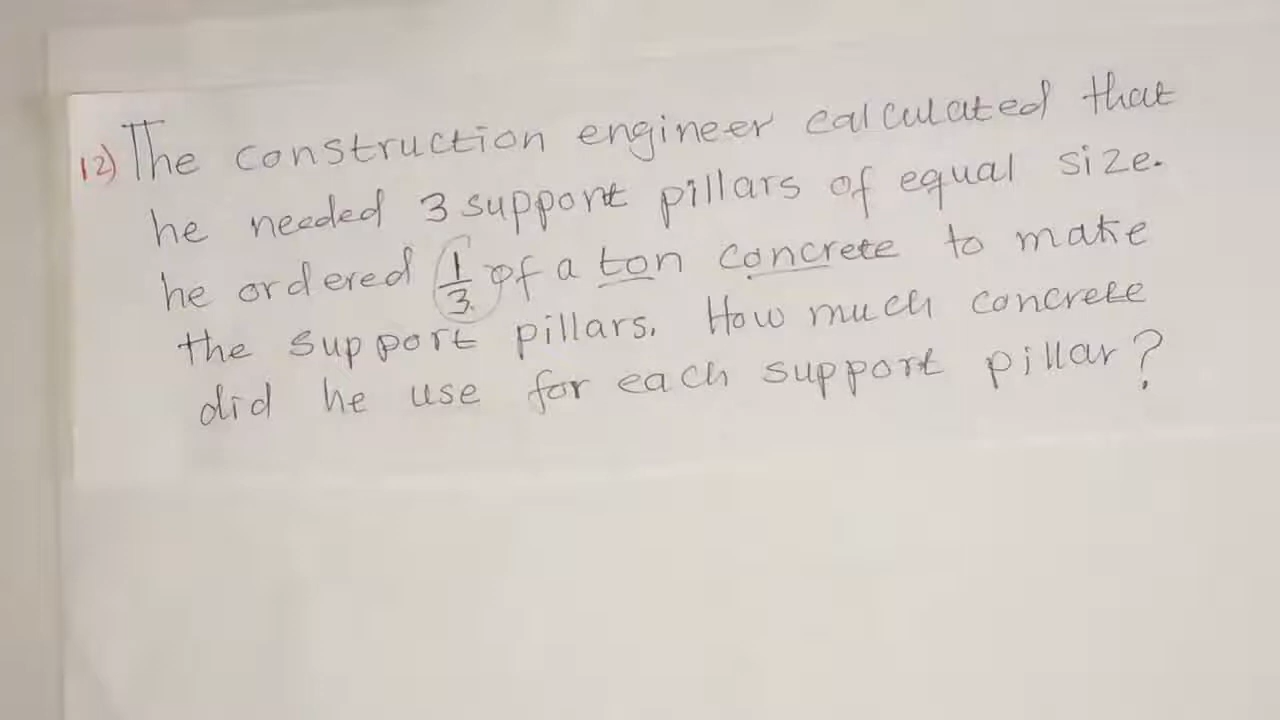 12) The construction engineer calculated that
he needed 3 support pillars of equal size.
he ordered 1/3 of a ton concrete to make
the support pillars. How much concrete
did he use for each support pillar?